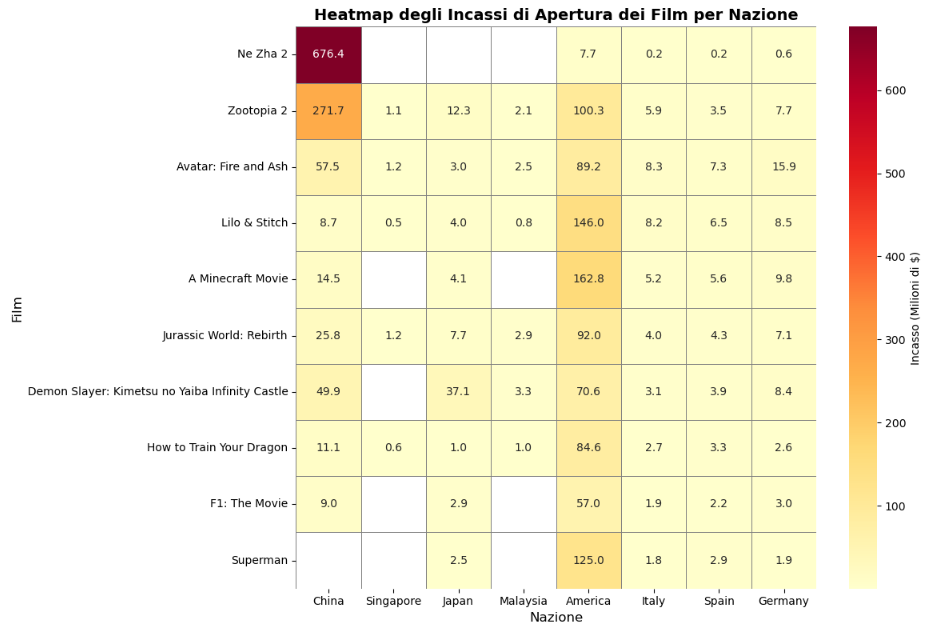 Heatmap degli Incassi di Apertura dei Film per Nazione
Ne Zha 2 676.4 7.7 0.2 0.2 0.6
Zootopia 2 271.7 1.1 12.3 2.1 100.3 5.9 3.5 7.7
Avatar: Fire and Ash 57.5 1.2 3.0 2.5 89.2 8.3 7.3 15.9
Lilo & Stitch 8.7 0.5 4.0 0.8 146.0 8.2 6.5 8.5
A Minecraft Movie 14.5 4.1 162.8 5.2 5.6 9.8
Jurassic World: Rebirth 25.8 1.2 7.7 2.9 92.0 4.0 4.3 7.1
Demon Slayer: Kimetsu no Yaiba Infinity Castle 49.9 37.1 3.3 70.6 3.1 3.9 8.4
How to Train Your Dragon 11.1 0.6 1.0 1.0 84.6 2.7 3.3 2.6
F1: The Movie 9.0 2.9 57.0 1.9 2.2 3.0
Superman 2.5 125.0 1.8 2.9 1.9
China Singapore Japan Malaysia America Italy Spain Germany
Nazione
Film
600
500
400
300
200
100
Incasso (Milioni di $)